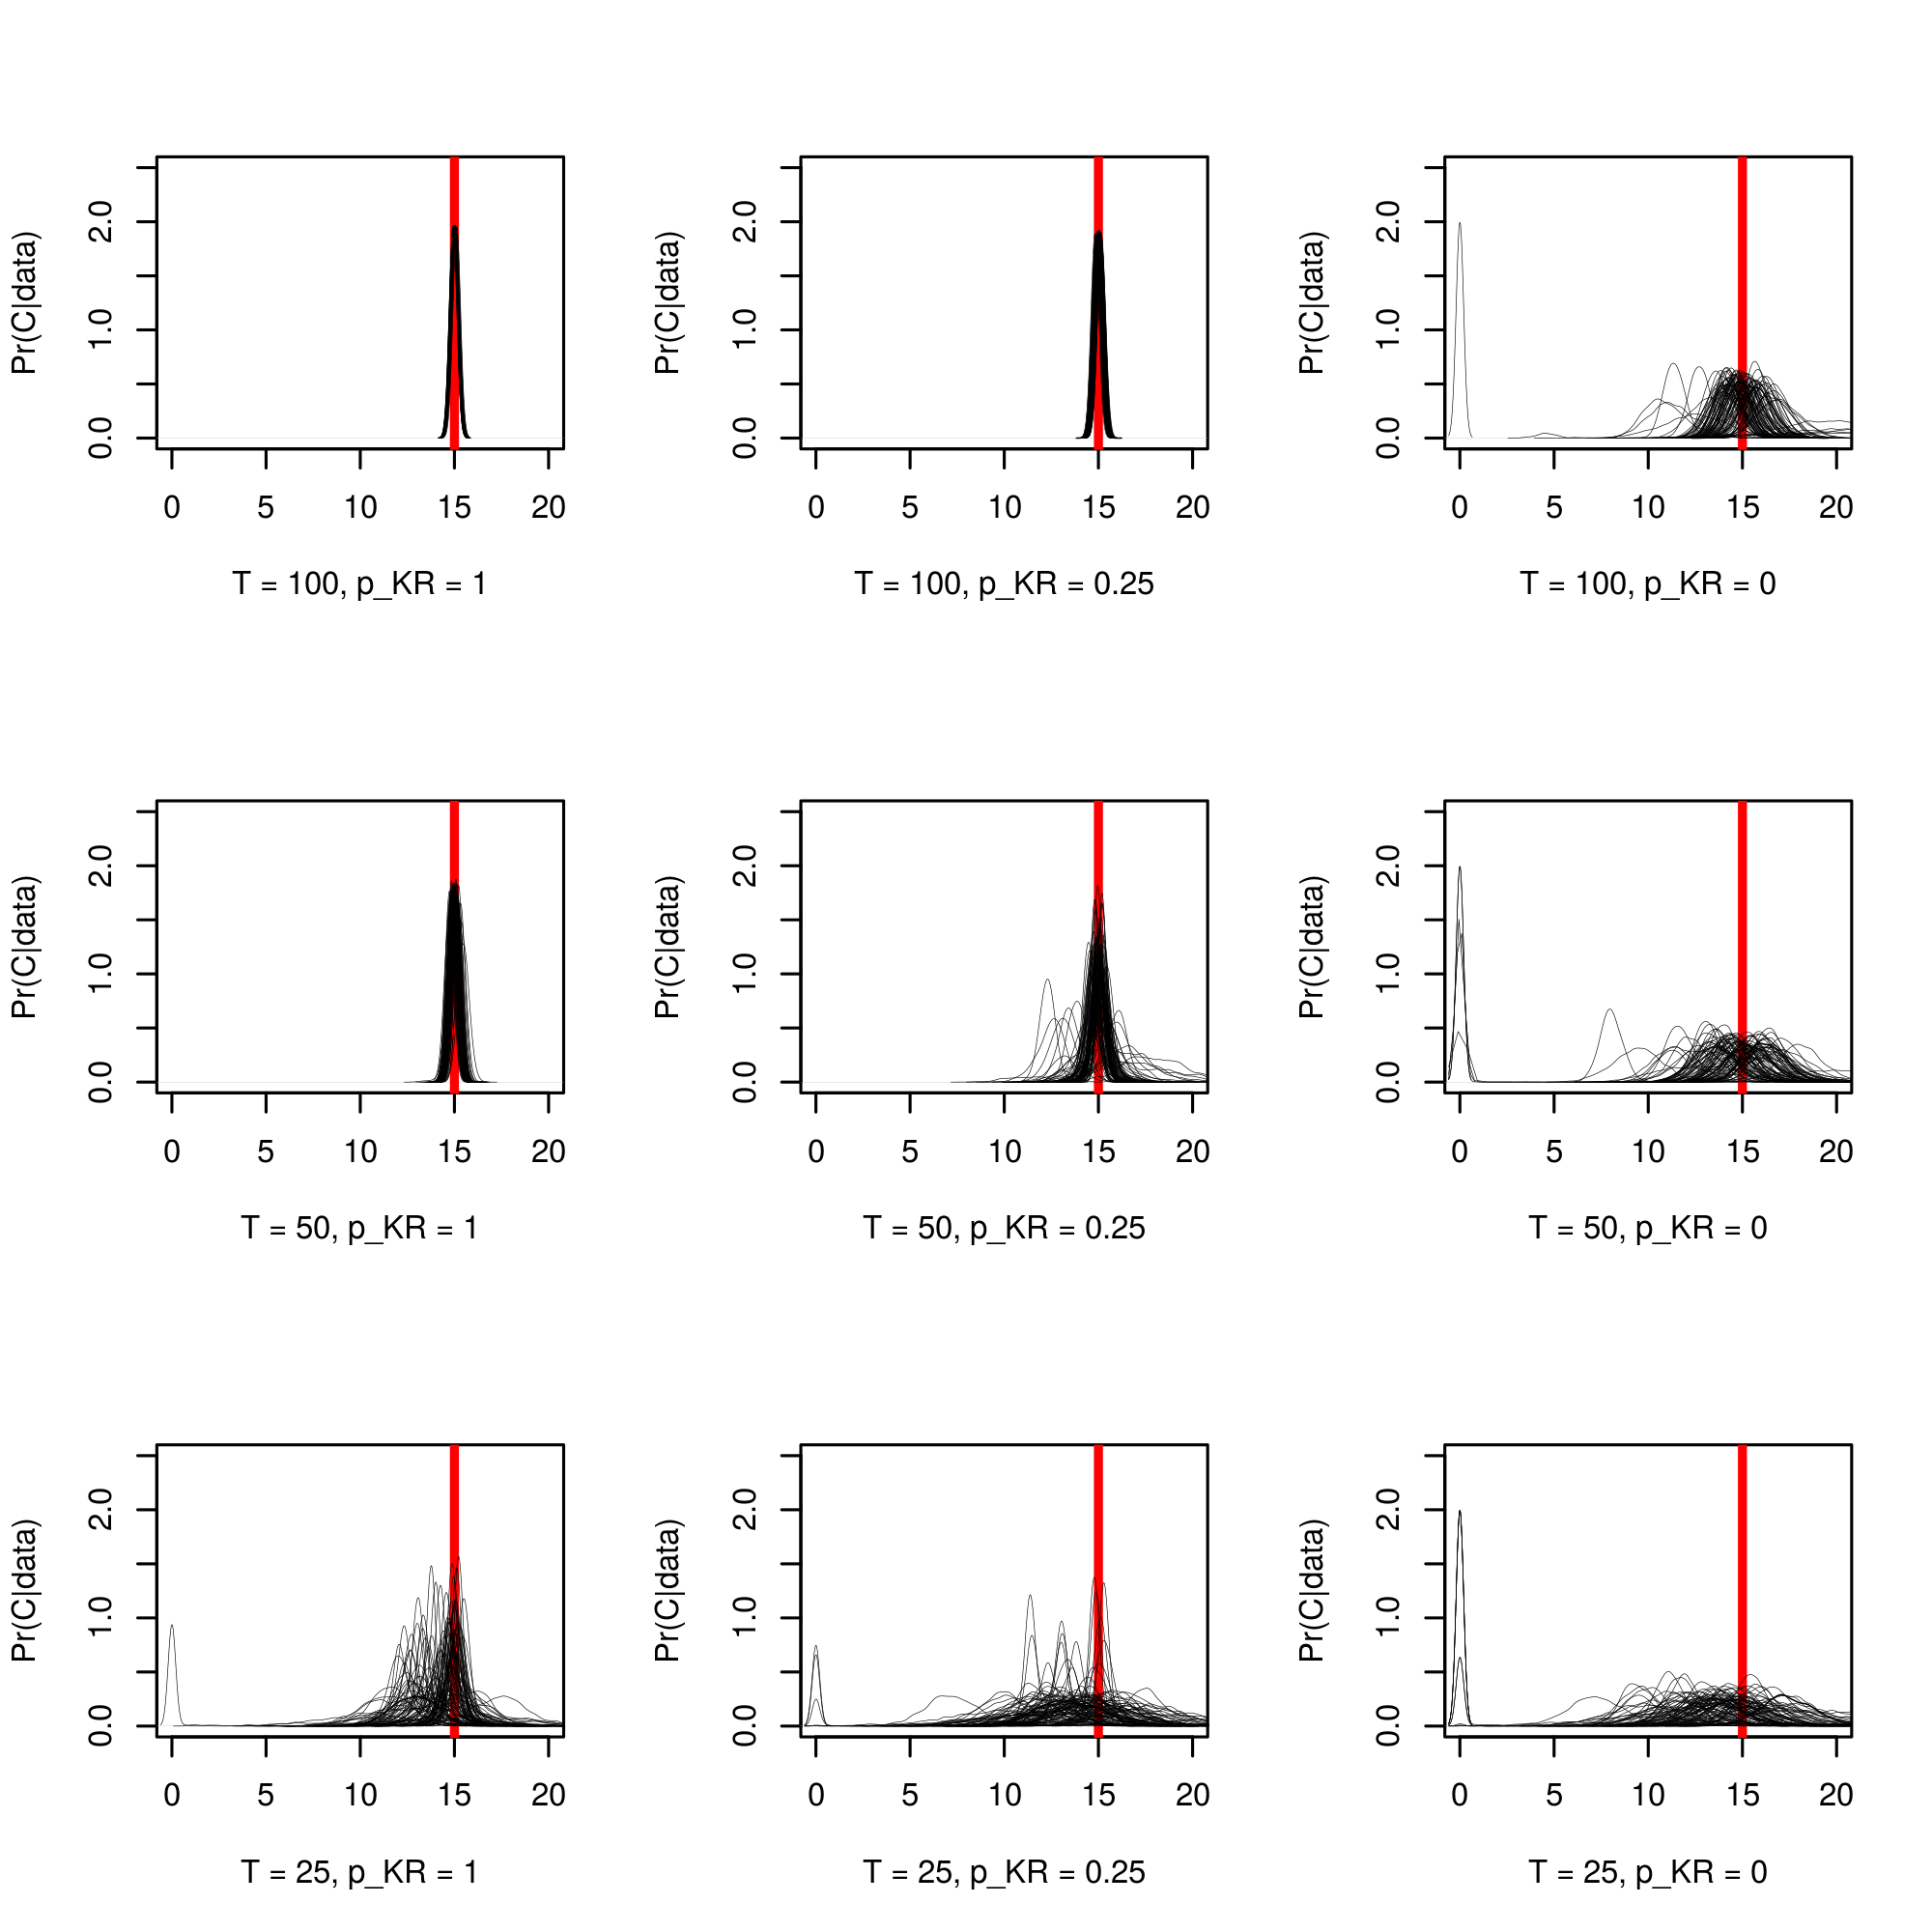 Pr(C|data)
0.0 1.0 2.0
0 5 10 15 20
T = 100, p_KR = 1
Pr(C|data)
0.0 1.0 2.0
0 5 10 15 20
T = 100, p_KR = 0.25
Pr(C|data)
0.0 1.0 2.0
0 5 10 15 20
T = 100, p_KR = 0
Pr(C|data)
0.0 1.0 2.0
0 5 10 15 20
T = 50, p_KR = 1
Pr(C|data)
0.0 1.0 2.0
0 5 10 15 20
T = 50, p_KR = 0.25
Pr(C|data)
0.0 1.0 2.0
0 5 10 15 20
T = 50, p_KR = 0
Pr(C|data)
0.0 1.0 2.0
0 5 10 15 20
T = 25, p_KR = 1
Pr(C|data)
0.0 1.0 2.0
0 5 10 15 20
T = 25, p_KR = 0.25
Pr(C|data)
0.0 1.0 2.0
0 5 10 15 20
T = 25, p_KR = 0